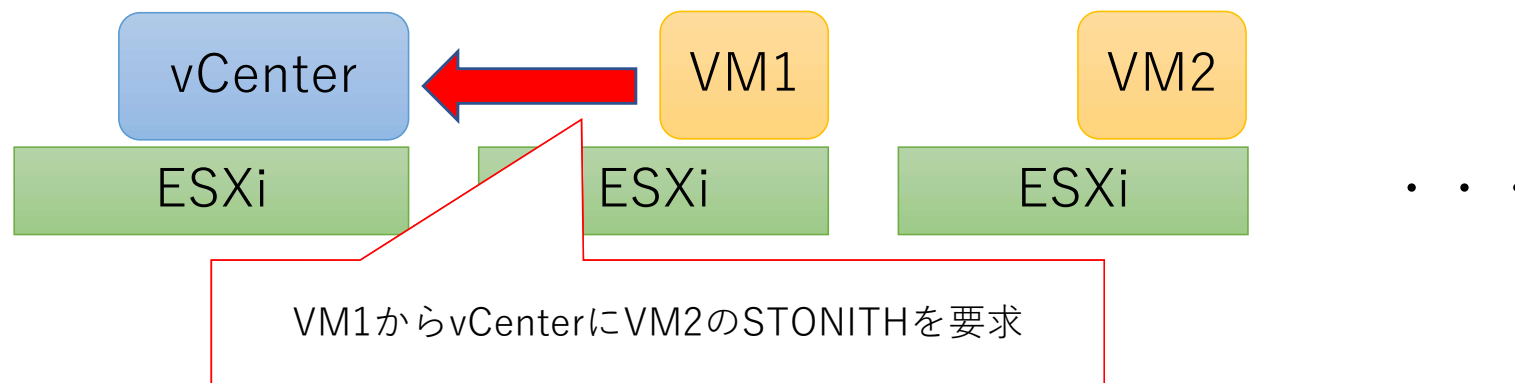 vCenter
VM1
VM2
ESXi
ESXi
ESXi
・・・
VM1からvCenterにVM2のSTONITHを要求